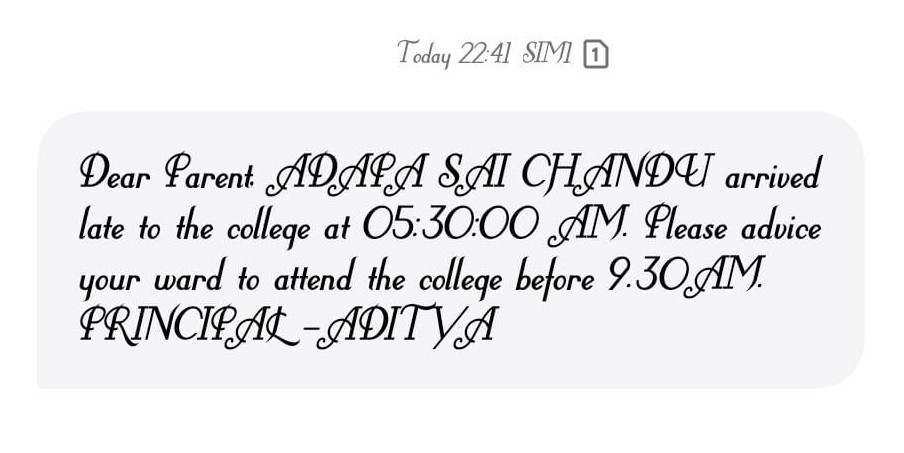 Today 22:41 SIM1 1
Dear Parent, ADAPA SAI CHANDU arrived
late to the college at 05:30:00 AM. Please advice
your ward to attend the college before 9.30AM.
PRINCIPAL -ADITYA